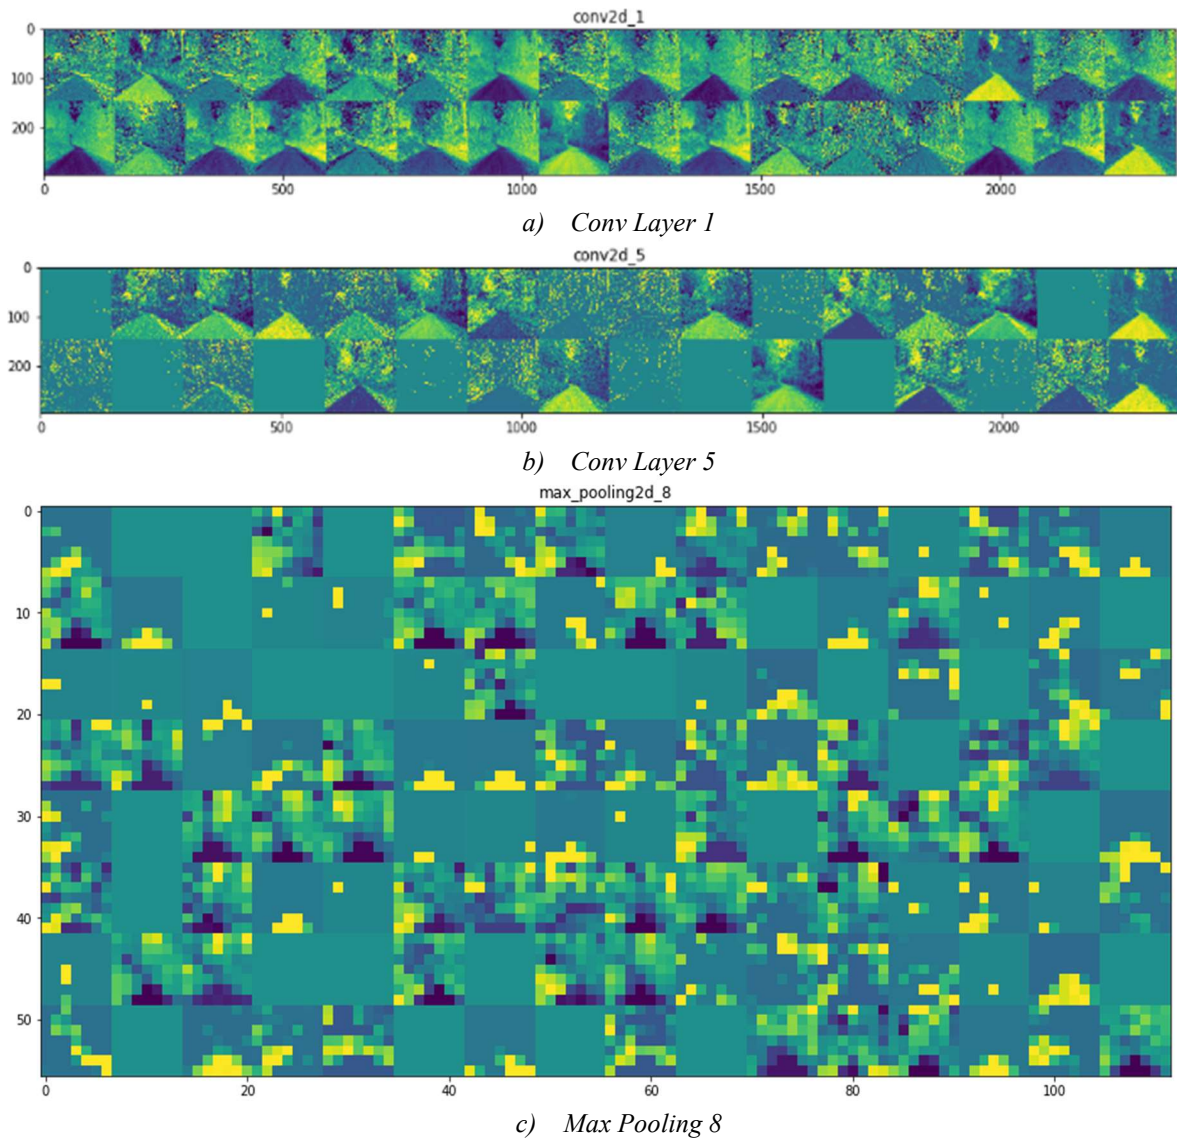 conv2d_1
0
100
200
0 500 1000 1500 2000
a) Conv Layer 1
conv2d_5
0
100
200
0 500 1000 1500 2000
b) Conv Layer 5
max_pooling2d_8
0
10
20
30
40
50
0 20 40 60 80 100
c) Max Pooling 8